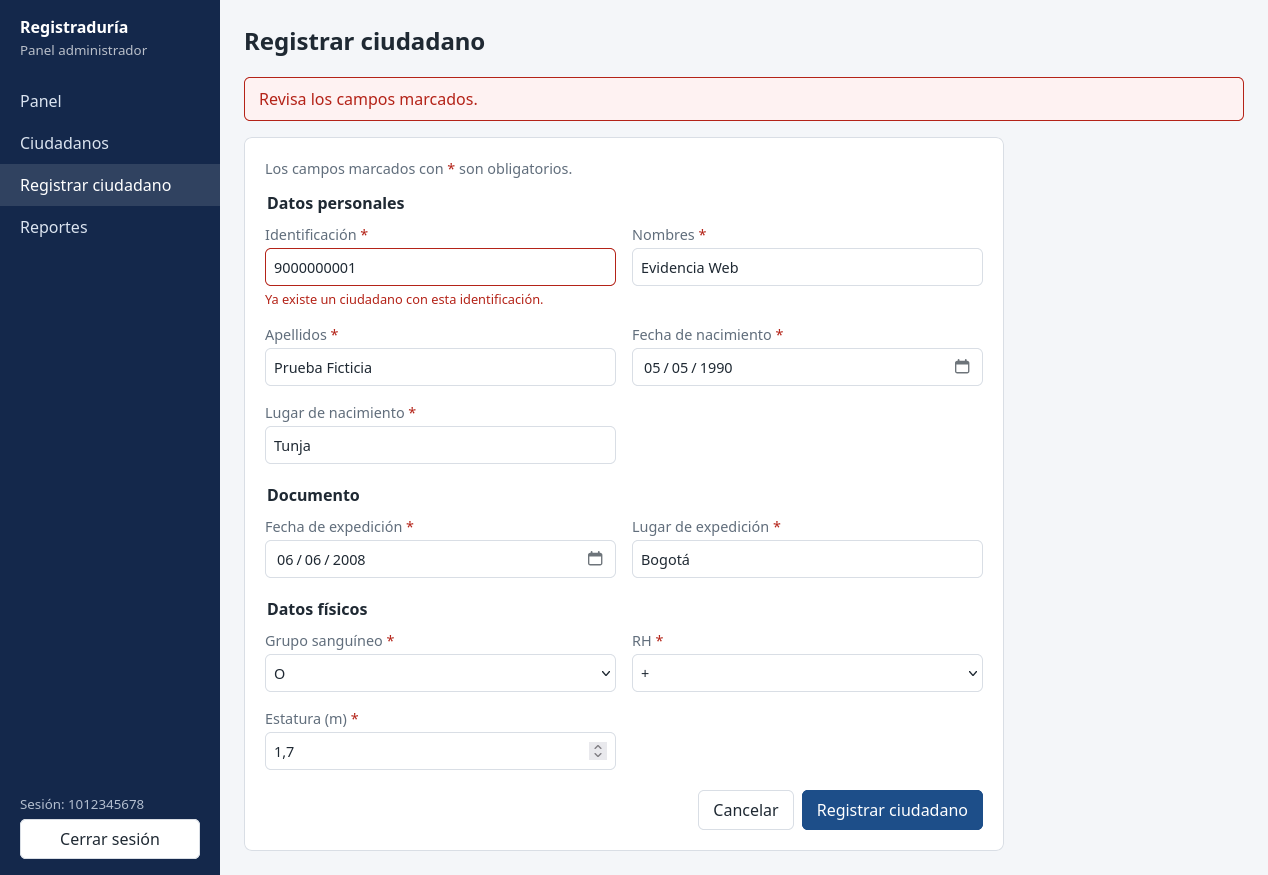 Registraduría
Panel administrador
Panel
Ciudadanos
Registrar ciudadano
Reportes
Sesión: 1012345678
Cerrar sesión
Registrar ciudadano
Revisa los campos marcados.
Los campos marcados con * son obligatorios.
Datos personales
Identificación *
9000000001
Ya existe un ciudadano con esta identificación.
Nombres *
Evidencia Web
Apellidos *
Prueba Ficticia
Fecha de nacimiento *
05 / 05 / 1990
Lugar de nacimiento *
Tunja
Documento
Fecha de expedición *
06 / 06 / 2008
Lugar de expedición *
Bogotá
Datos físicos
Grupo sanguíneo *
O
RH *
+
Estatura (m) *
1,7
Cancelar
Registrar ciudadano